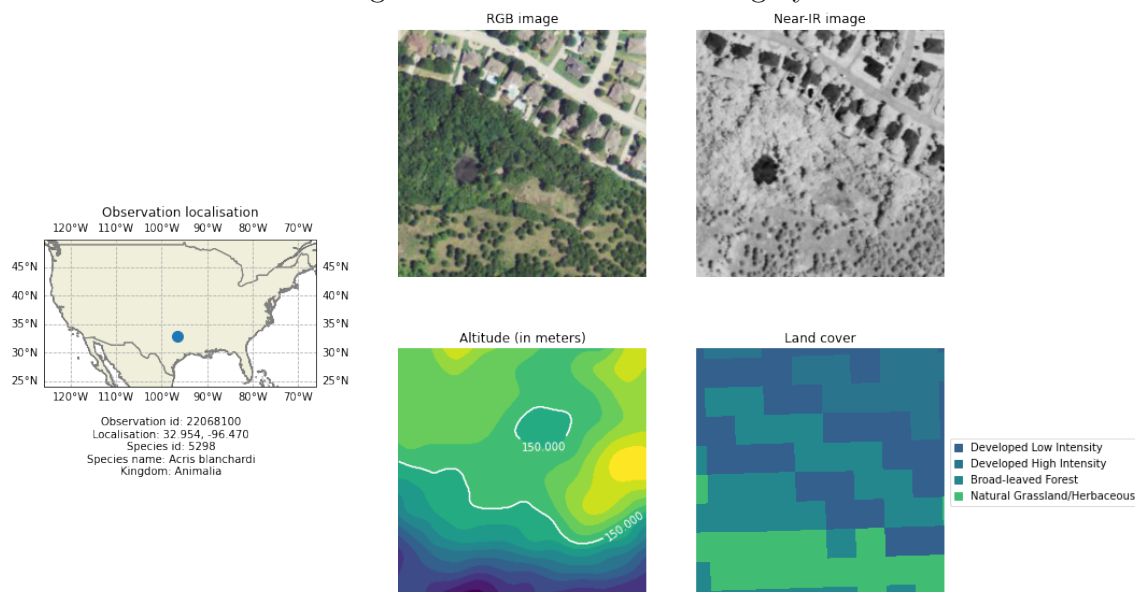 RGB image
Near-IR image
Observation localisation
120°W 110°W 100°W 90°W 80°W 70°W
45°N 45°N
40°N 40°N
35°N 35°N
30°N 30°N
25°N 25°N
120°W 110°W 100°W 90°W 80°W 70°W
Observation id: 22068100
Localisation: 32.954, -96.470
Species id: 5298
Species name: Acris blanchardi
Kingdom: Animalia
Altitude (in meters)
150.000
150.000
Land cover
Developed Low Intensity
Developed High Intensity
Broad-leaved Forest
Natural Grassland/Herbaceous